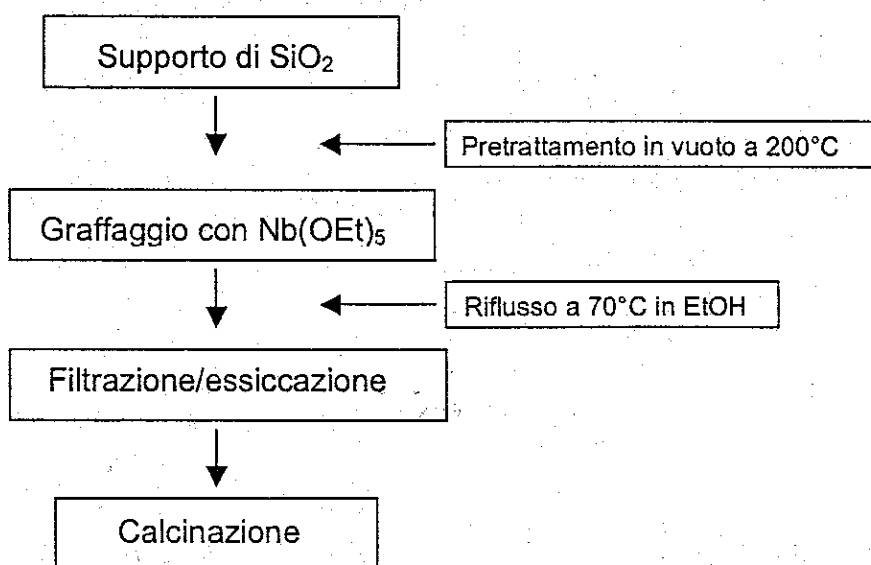 Supporto di SiO₂
Pretrattamento in vuoto a 200°C
Graffaggio con Nb(OEt)₅
Riflusso a 70°C in EtOH
Filtrazione/essiccazione
Calcinazione